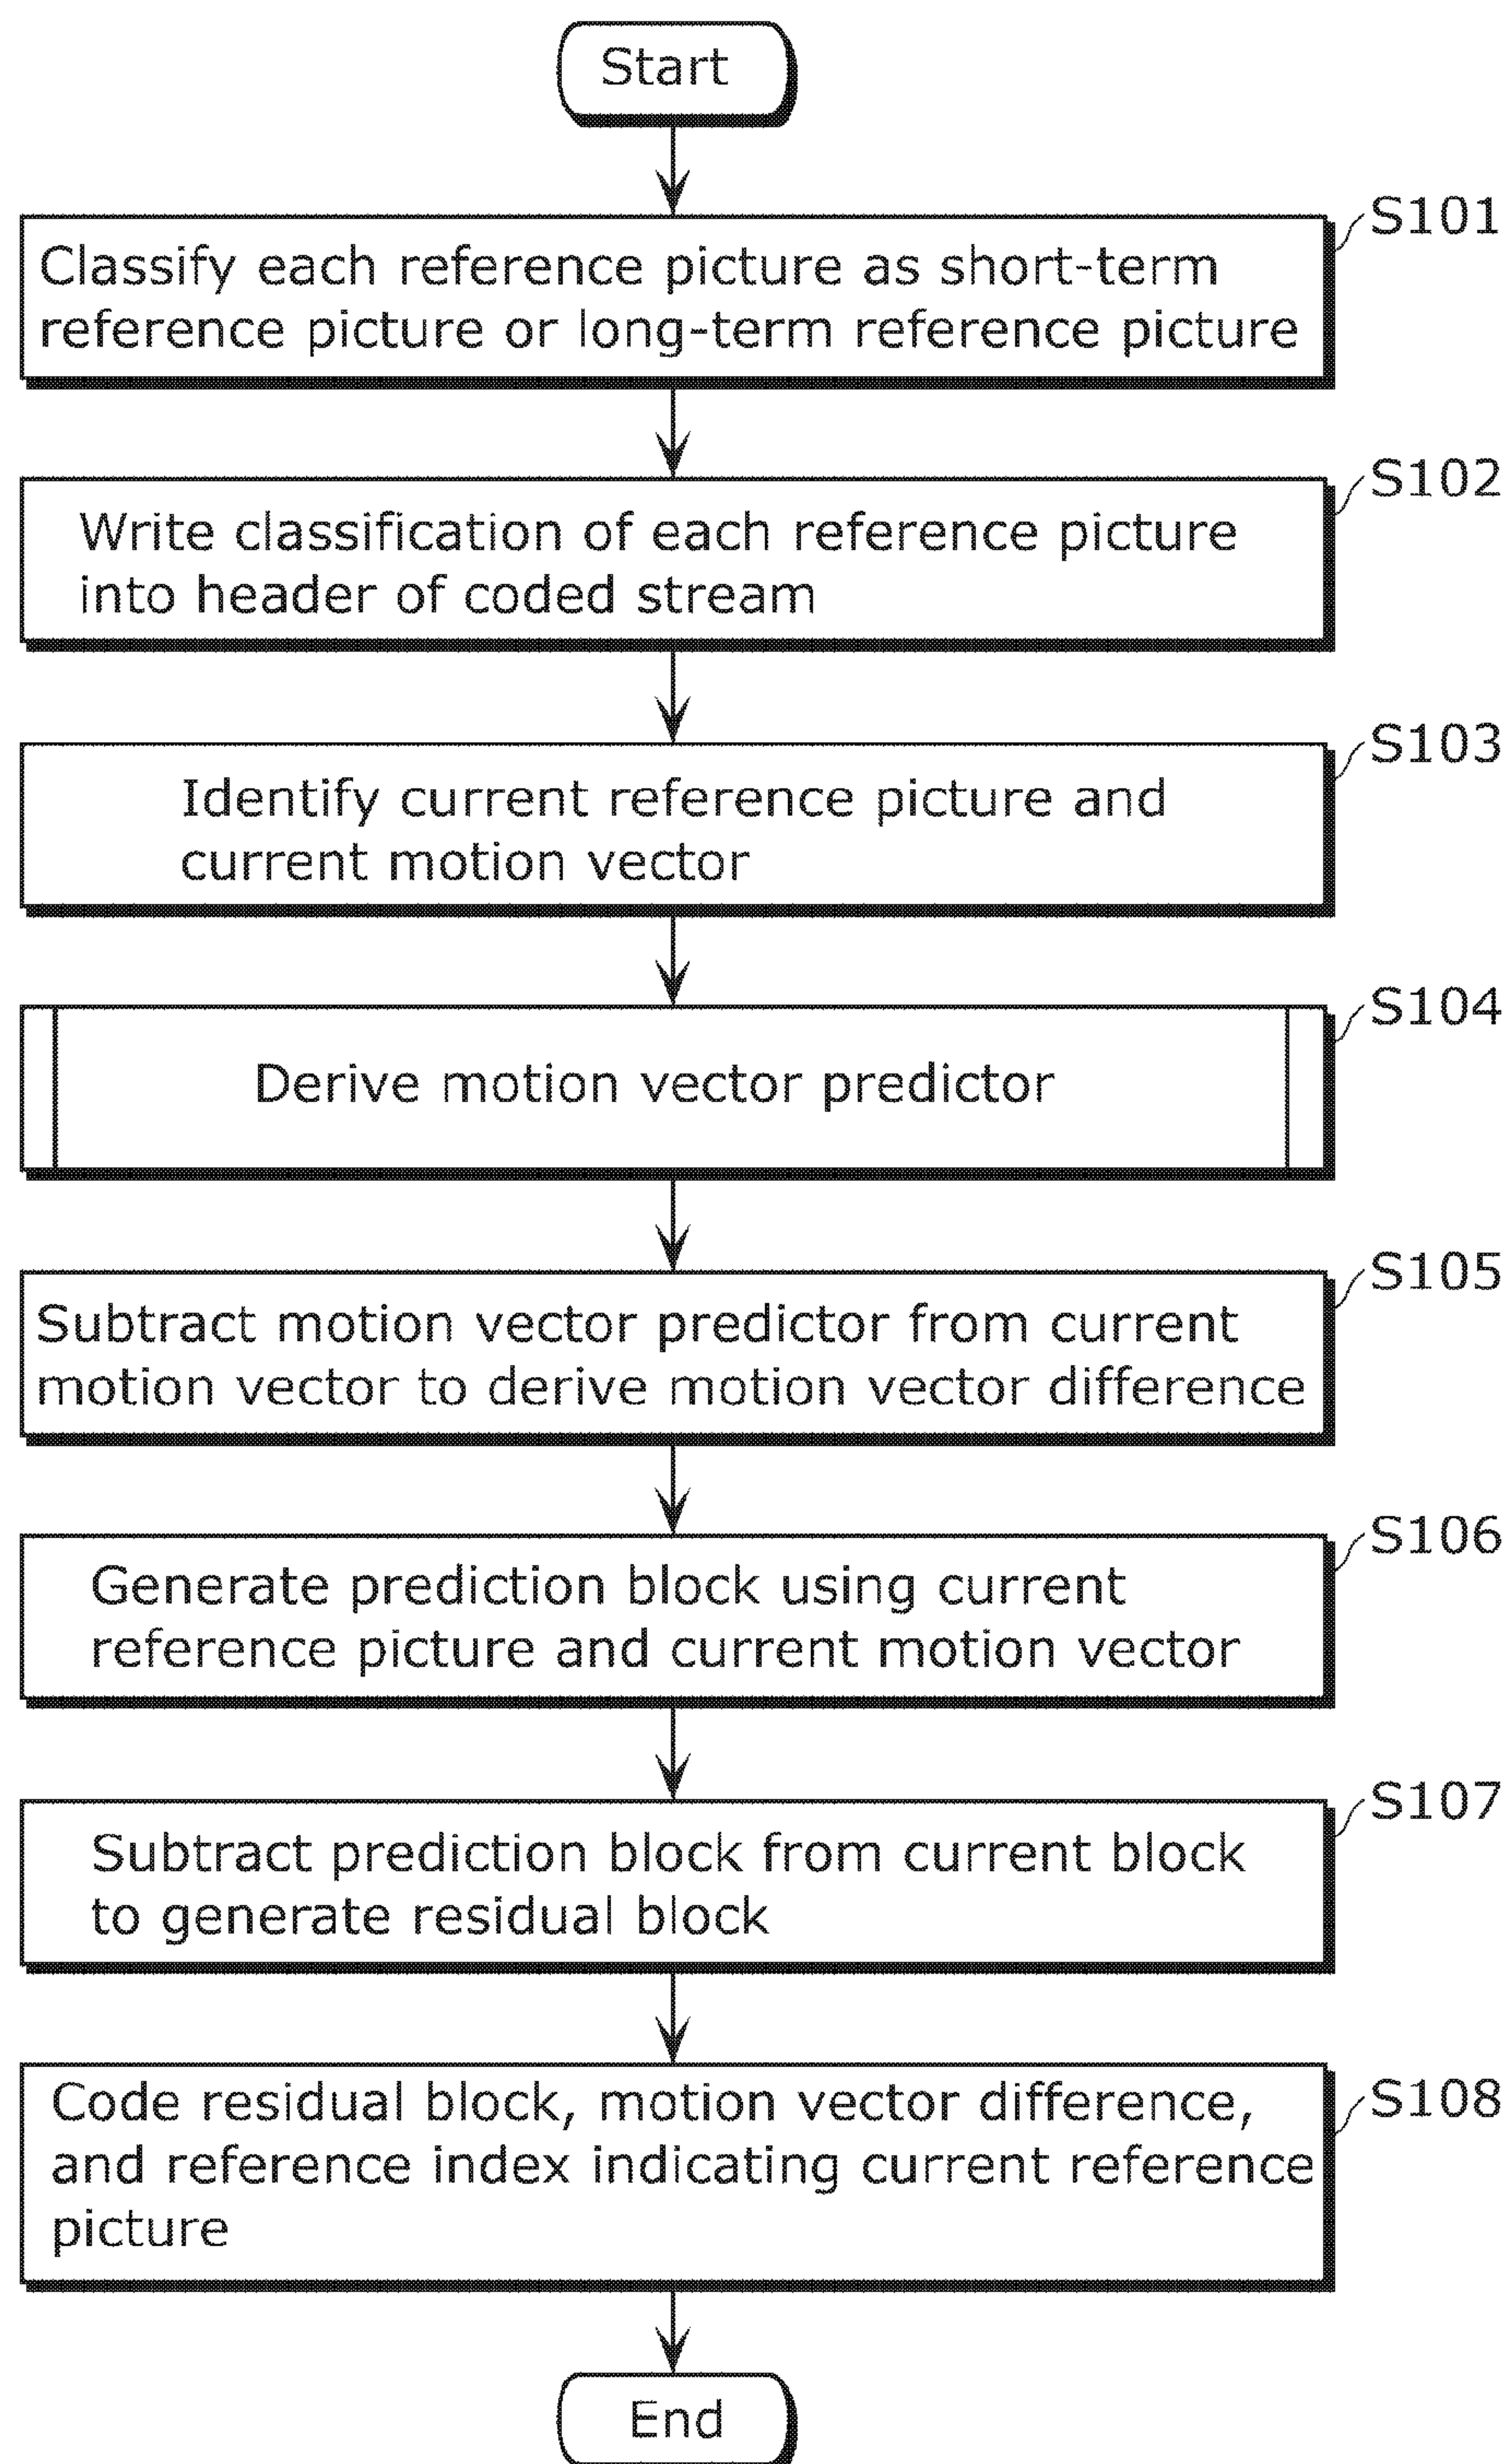 Start
S101
Classify each reference picture as short-term
reference picture or long-term reference picture
S102
Write classification of each reference picture
into header of coded stream
S103
Identify current reference picture and
current motion vector
S104
Derive motion vector predictor
S105
Subtract motion vector predictor from current
motion vector to derive motion vector difference
S106
Generate prediction block using current
reference picture and current motion vector
S107
Subtract prediction block from current block
to generate residual block
S108
Code residual block, motion vector difference,
and reference index indicating current reference
picture
End